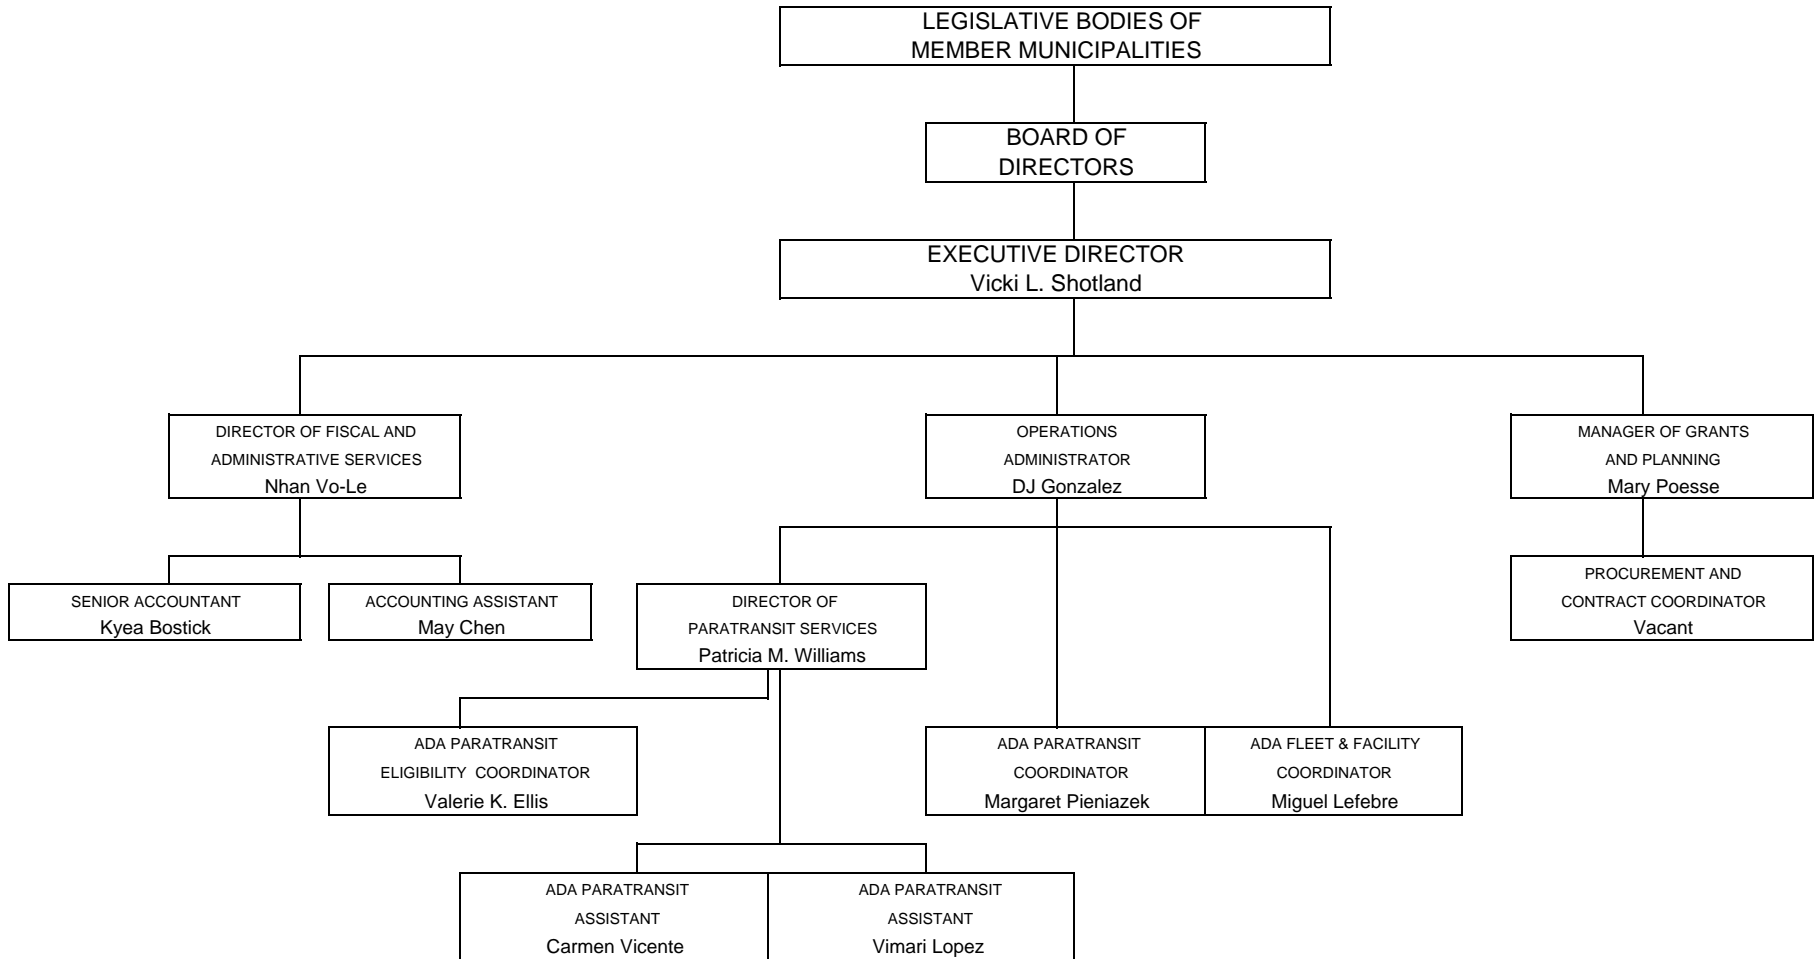 LEGISLATIVE BODIES OF
MEMBER MUNICIPALITIES
BOARD OF
DIRECTORS
EXECUTIVE DIRECTOR
Vicki L. Shotland
DIRECTOR OF FISCAL AND
ADMINISTRATIVE SERVICES
Nhan Vo-Le
OPERATIONS
ADMINISTRATOR
DJ Gonzalez
MANAGER OF GRANTS
AND PLANNING
Mary Poesse
SENIOR ACCOUNTANT
Kyea Bostick
ACCOUNTING ASSISTANT
May Chen
DIRECTOR OF
PARATRANSIT SERVICES
Patricia M. Williams
PROCUREMENT AND
CONTRACT COORDINATOR
Vacant
ADA PARATRANSIT
ELIGIBILITY COORDINATOR
Valerie K. Ellis
ADA PARATRANSIT
COORDINATOR
Margaret Pieniazek
ADA FLEET & FACILITY
COORDINATOR
Miguel Lefebre
ADA PARATRANSIT
ASSISTANT
Carmen Vicente
ADA PARATRANSIT
ASSISTANT
Vimari Lopez